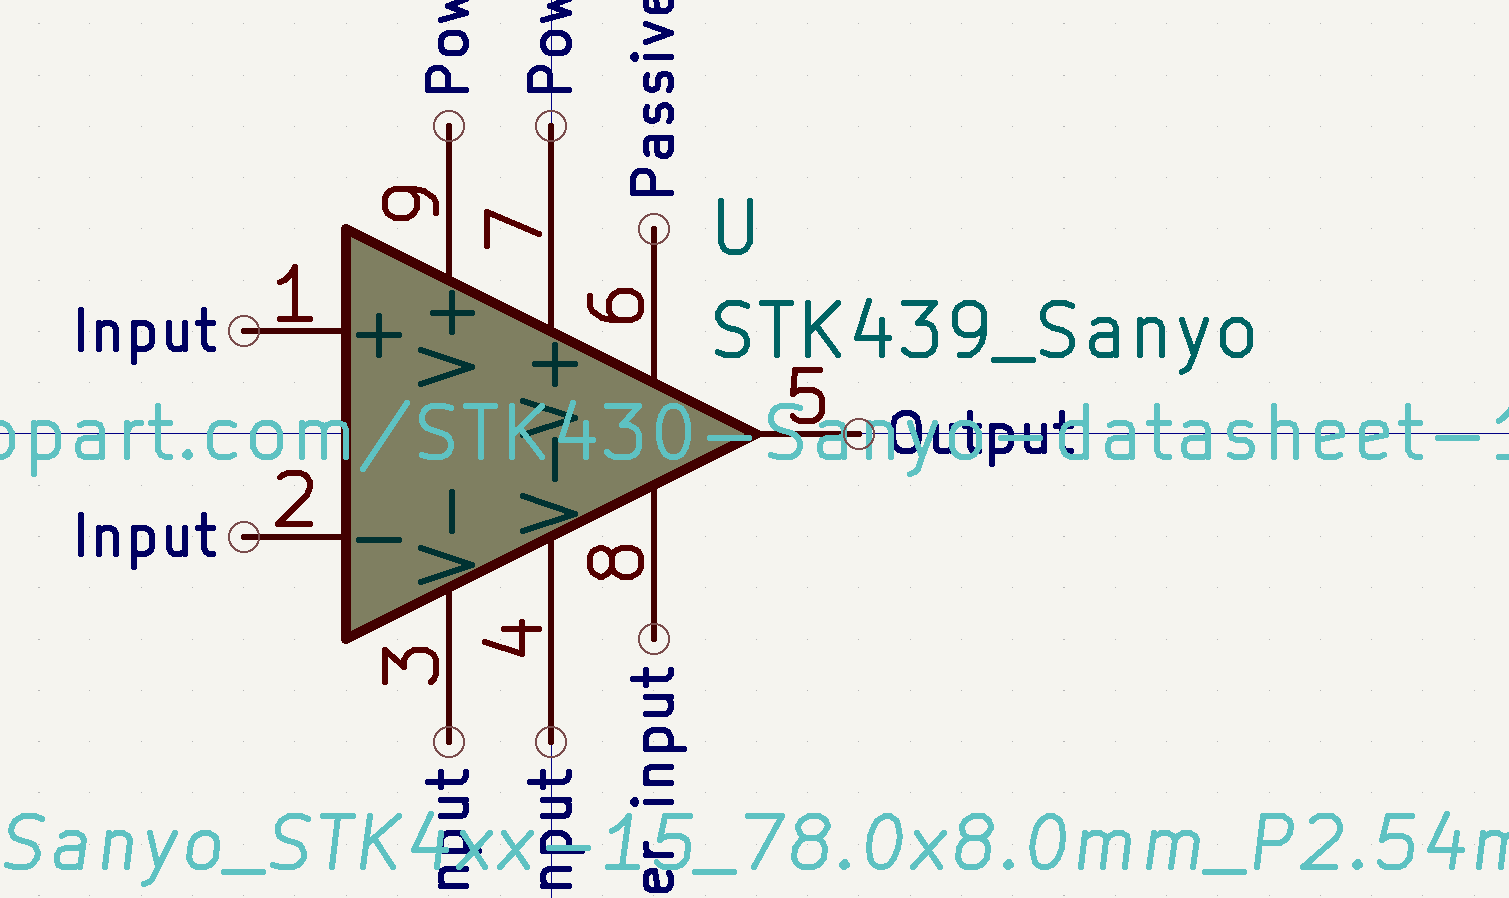 Pow
Pow
Passive
9
7
U
1
6
STK439_Sanyo
Input
+
V+
V+
5
opart.com/STK430-Sanyo-datasheet-1
Output
2
Input
-
V-
V-
8
3
4
nput
nput
er input
Sanyo_STK4xx-15_78.0x8.0mm_P2.54m